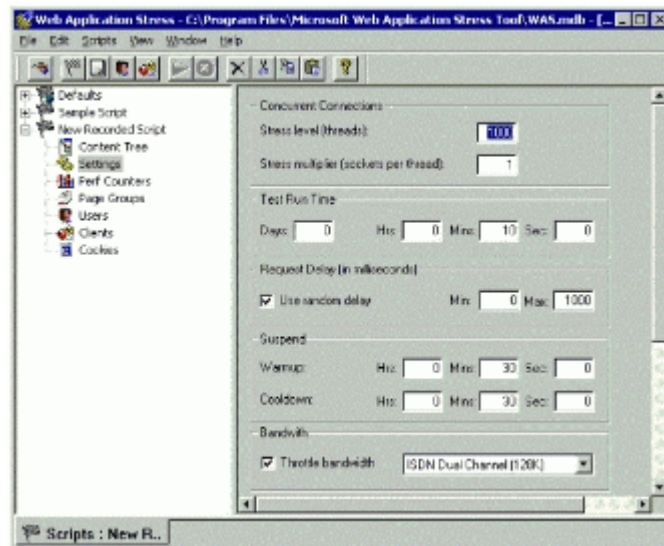 Web Application Stress - C:\Program Files\Microsoft Web Application Stress Tool\WAS.mdb - [...
File Edit Scripts View Window Help
Defaults
Sample Script
New Recorded Script
Content Tree
Settings
Perf Counters
Page Groups
Users
Clients
Cookies
Concurrent Connections
Stress level (threads): 1000
Stress multiplier (sockets per thread): 1
Test Run Time
Days: 0 Hrs: 0 Mins: 10 Sec: 0
Request Delay (in milliseconds)
Use random delay Min: 0 Max: 1000
Suspend
Warmup: Hrs: 0 Mins: 30 Sec: 0
Cooldown: Hrs: 0 Mins: 30 Sec: 0
Bandwith
Throttle bandwidth ISDN Dual Channel (128K)
Scripts : New R..